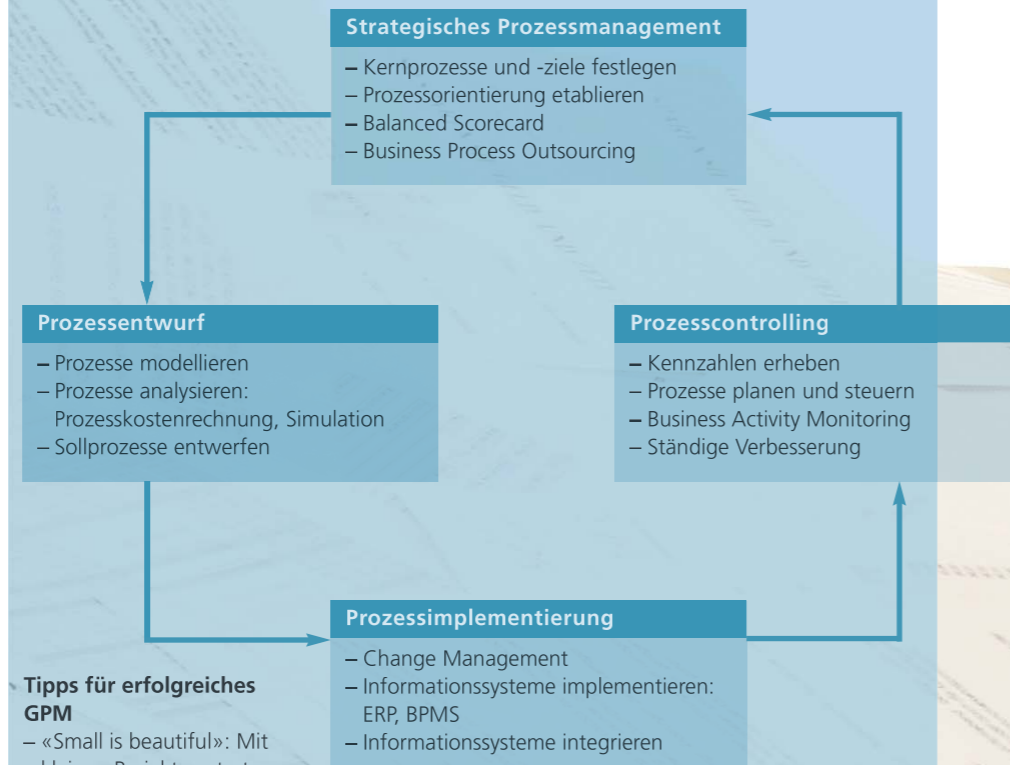 Strategisches Prozessmanagement
– Kernprozesse und -ziele festlegen
– Prozessorientierung etablieren
– Balanced Scorecard
– Business Process Outsourcing
Prozessentwurf
– Prozesse modellieren
– Prozesse analysieren:
Prozesskostenrechnung, Simulation
– Sollprozesse entwerfen
Prozesscontrolling
– Kennzahlen erheben
– Prozesse planen und steuern
– Business Activity Monitoring
– Ständige Verbesserung
Prozessimplementierung
– Change Management
– Informationssysteme implementieren:
ERP, BPMS
– Informationssysteme integrieren
Tipps für erfolgreiches
GPM
– «Small is beautiful»: Mit